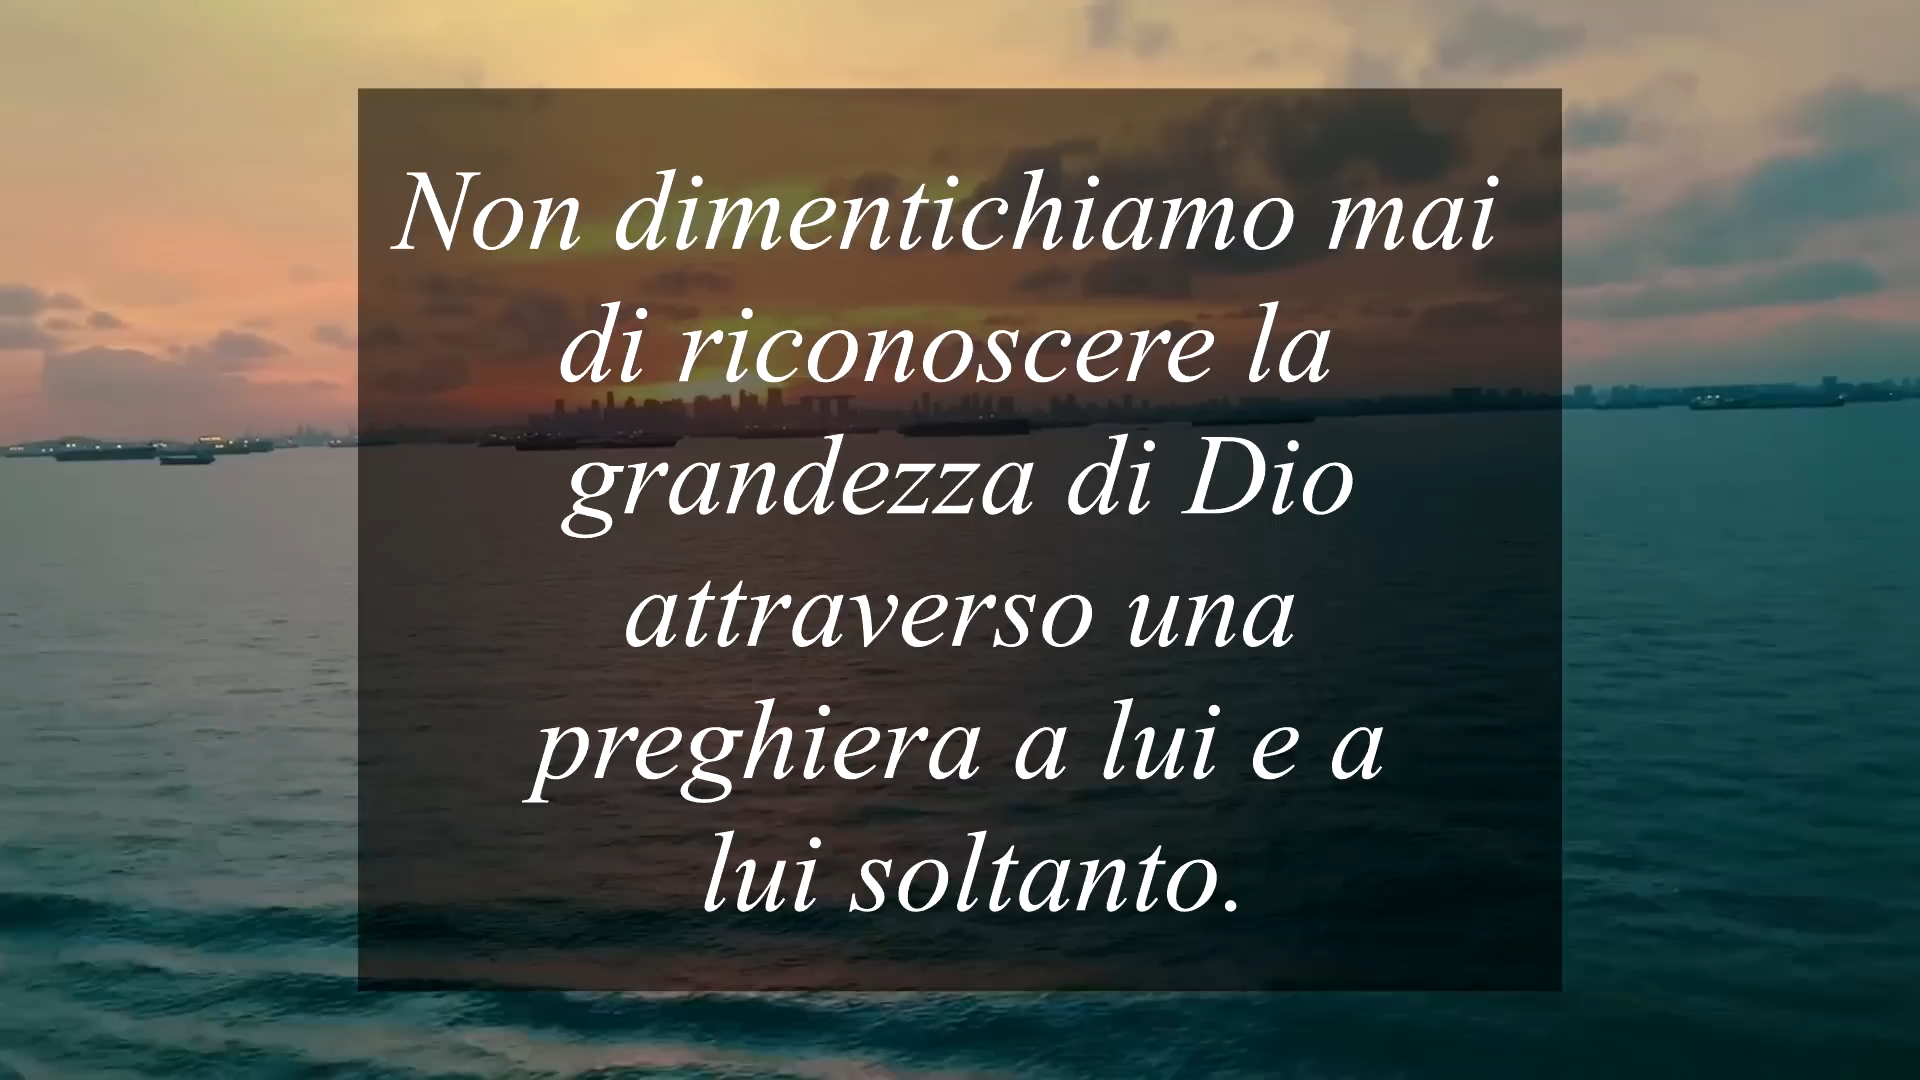 Non dimentichiamo mai
di riconoscere la
grandezza di Dio
attraverso una
preghiera a lui e a
lui soltanto.